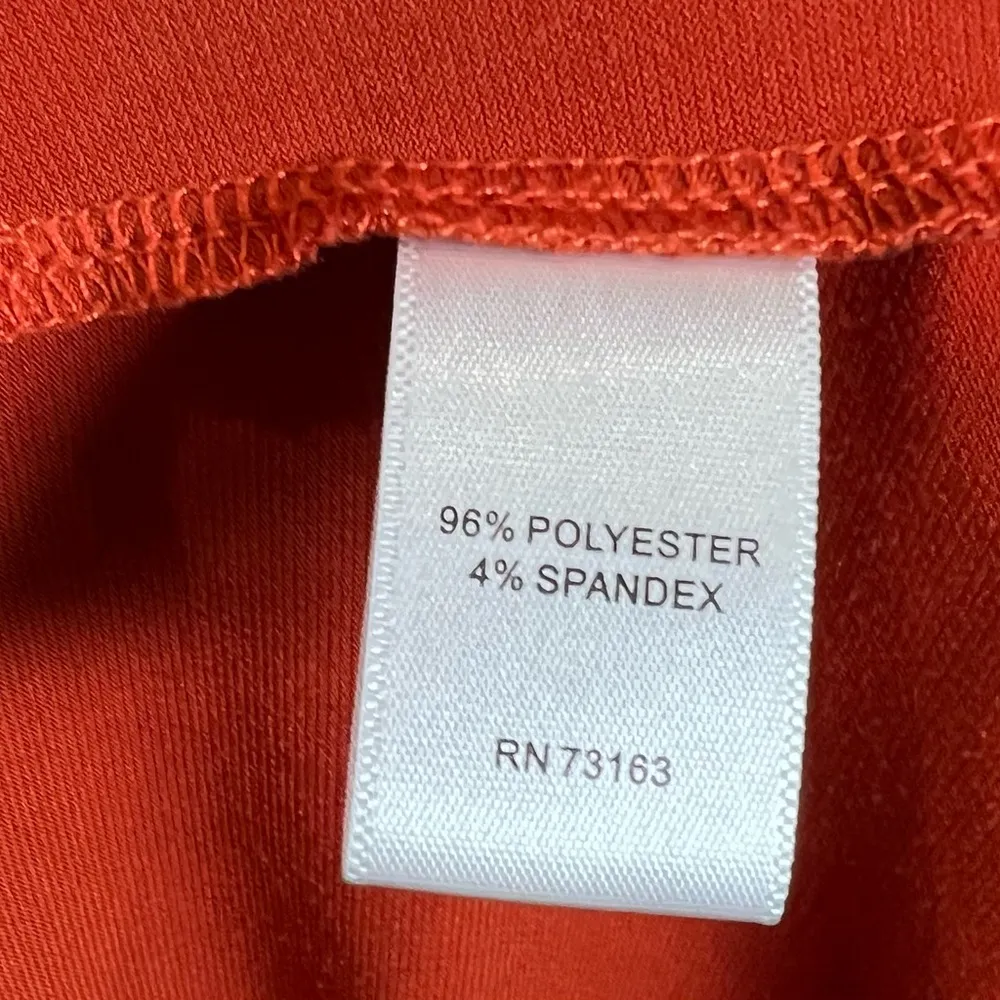 96% POLYESTER
4% SPANDEX
RN 73163